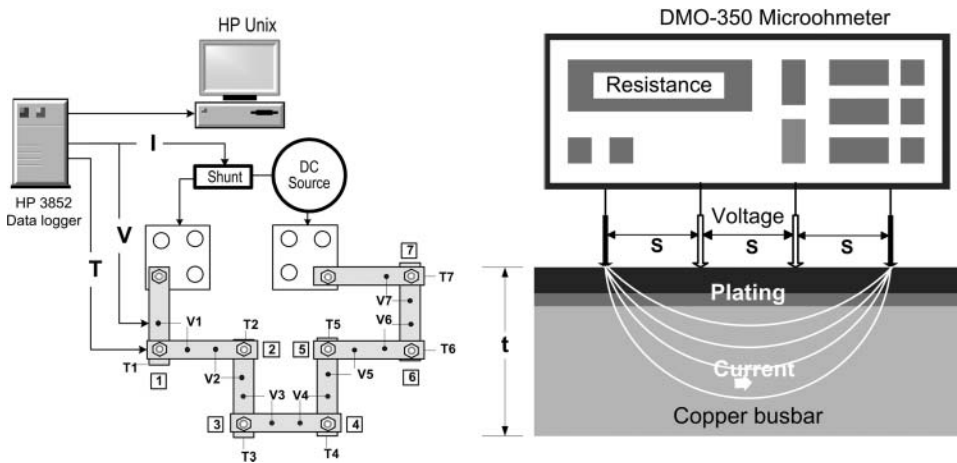 HP Unix
I
Shunt
DC
Source
HP 3852
Data logger
V
T
7
T7
V7
V6
V1
T2
T5
T1
2
5
T6
V2
V5
1
6
V3
V4
3
4
T3
T4
DMO-350 Microohmeter
Resistance
Voltage
S
S
S
Plating
t
Current
Copper busbar